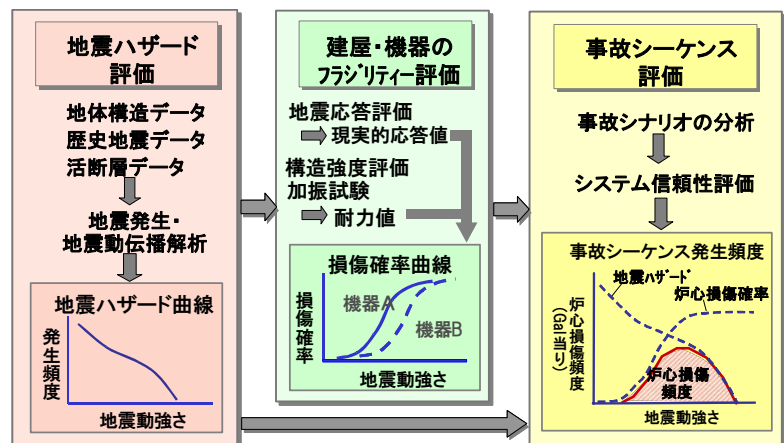 地震ハザード
評価
地体構造データ
歴史地震データ
活断層データ
地震発生・
地震動伝播解析
地震ハザード曲線
発生頻度
地震動強さ
建屋・機器の
フラジリティー評価
地震応答評価
現実的応答値
構造強度評価
加振試験
耐力値
損傷確率曲線
損傷確率
機器A
機器B
地震動強さ
事故シーケンス
評価
事故シナリオの分析
システム信頼性評価
事故シーケンス発生頻度
地震ハザード
炉心損傷確率
炉心損傷頻度
(Gal当り)
炉心損傷
頻度
地震動強さ